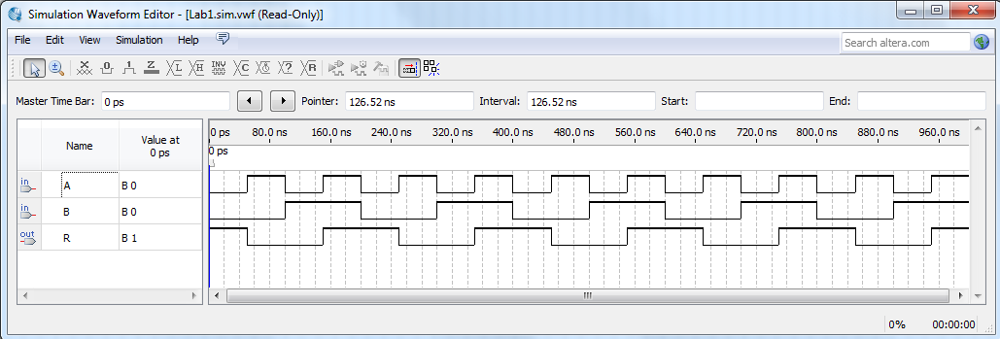 Simulation Waveform Editor - [Lab1.sim.vwf (Read-Only)]
File Edit View Simulation Help
Search altera.com
Master Time Bar: 0 ps Pointer: 126.52 ns Interval: 126.52 ns Start: End:
Name Value at 0 ps
0 ps 80.0 ns 160.0 ns 240.0 ns 320.0 ns 400.0 ns 480.0 ns 560.0 ns 640.0 ns 720.0 ns 800.0 ns 880.0 ns 960.0 ns
0 ps
in A B 0
in B B 0
out R B 1
0% 00:00:00